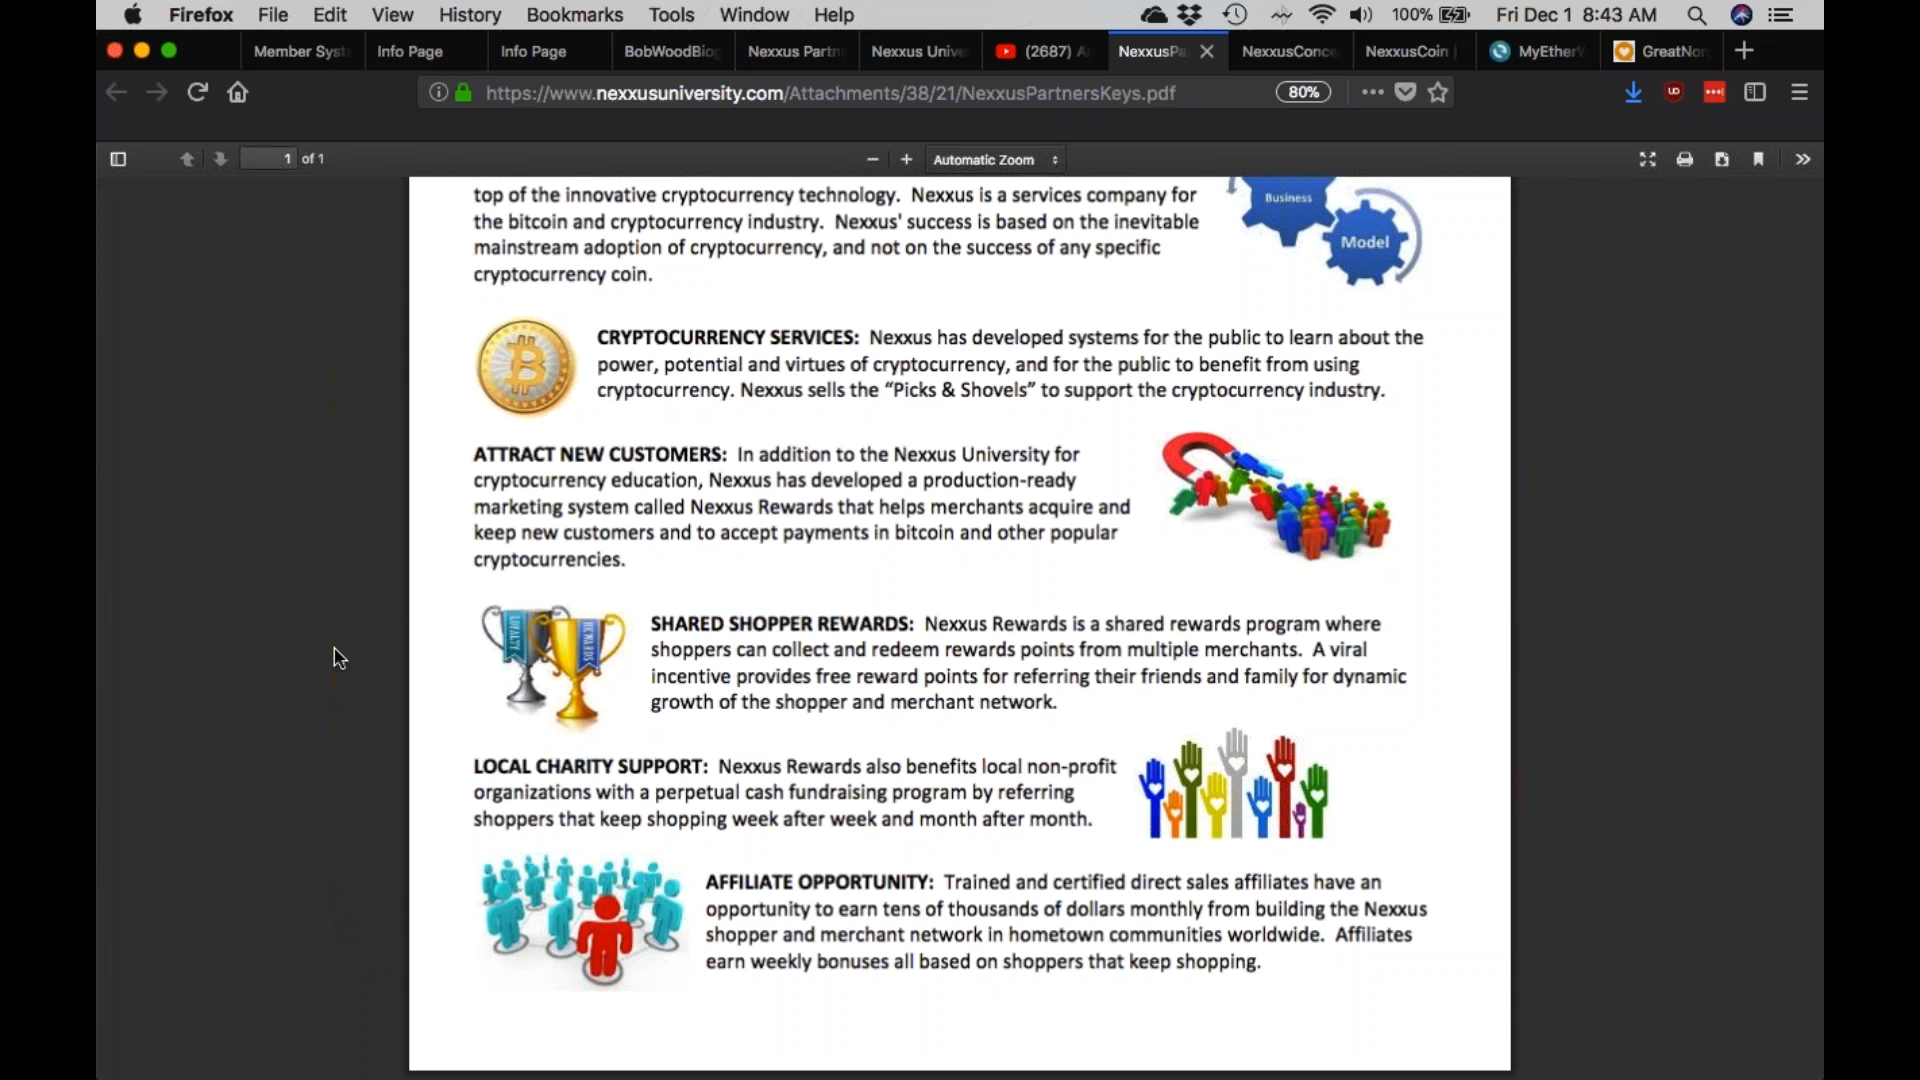 Firefox File Edit View History Bookmarks Tools Window Help 100% Fri Dec 1 8:43 AM
Member Syst Info Page Info Page BobWoodBlo Nexxus Partn Nexxus Unive (2687) A NexxusPa NexxusConce NexxusCoin | MyEtherW GreatNon
https://www.nexxusuniversity.com/Attachments/38/21/NexxusPartnersKeys.pdf 80%
1 of 1 Automatic Zoom
top of the innovative cryptocurrency technology. Nexxus is a services company for
the bitcoin and cryptocurrency industry. Nexxus' success is based on the inevitable
mainstream adoption of cryptocurrency, and not on the success of any specific
cryptocurrency coin.
Business
Model
CRYPTOCURRENCY SERVICES: Nexxus has developed systems for the public to learn about the
power, potential and virtues of cryptocurrency, and for the public to benefit from using
cryptocurrency. Nexxus sells the “Picks & Shovels” to support the cryptocurrency industry.
ATTRACT NEW CUSTOMERS: In addition to the Nexxus University for
cryptocurrency education, Nexxus has developed a production-ready
marketing system called Nexxus Rewards that helps merchants acquire and
keep new customers and to accept payments in bitcoin and other popular
cryptocurrencies.
LOYALTY
REWARDS
SHARED SHOPPER REWARDS: Nexxus Rewards is a shared rewards program where
shoppers can collect and redeem rewards points from multiple merchants. A viral
incentive provides free reward points for referring their friends and family for dynamic
growth of the shopper and merchant network.
LOCAL CHARITY SUPPORT: Nexxus Rewards also benefits local non-profit
organizations with a perpetual cash fundraising program by referring
shoppers that keep shopping week after week and month after month.
AFFILIATE OPPORTUNITY: Trained and certified direct sales affiliates have an
opportunity to earn tens of thousands of dollars monthly from building the Nexxus
shopper and merchant network in hometown communities worldwide. Affiliates
earn weekly bonuses all based on shoppers that keep shopping.